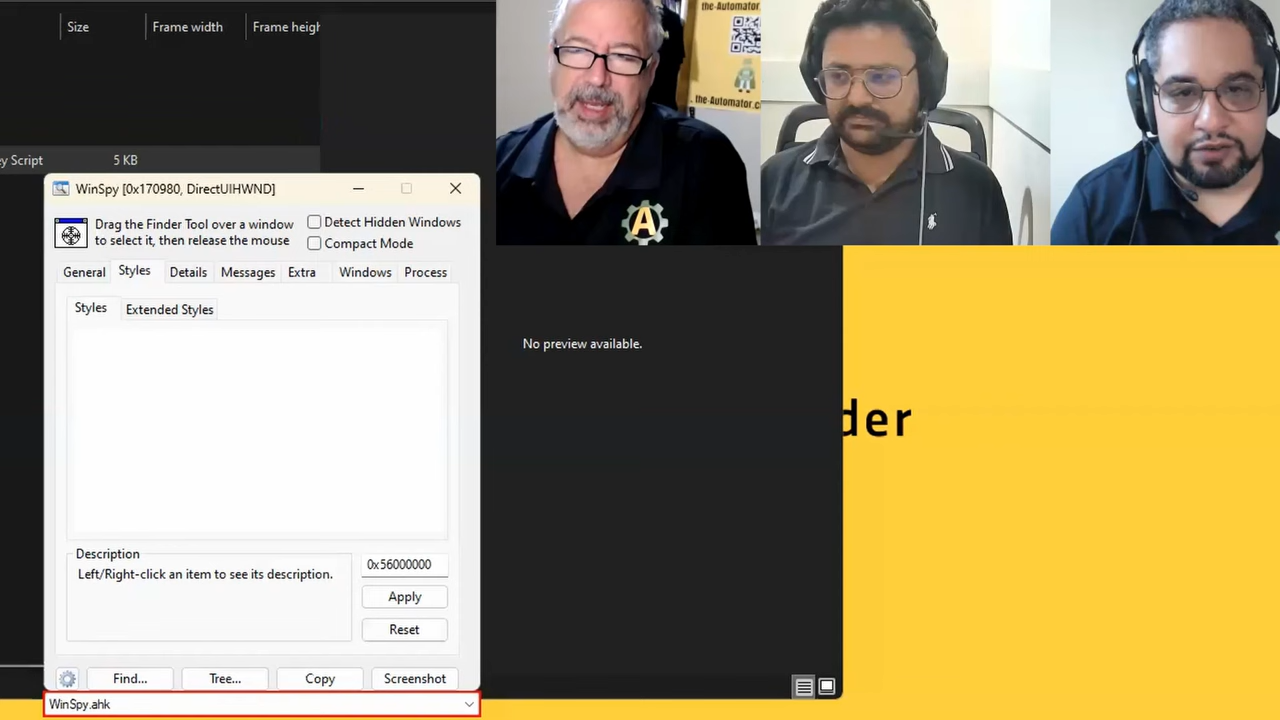 Size
Frame width
Frame heigh
ey Script
5 KB
WinSpy [0x170980, DirectUIHWND]
Drag the Finder Tool over a window
to select it, then release the mouse
Detect Hidden Windows
Compact Mode
General
Styles
Details
Messages
Extra
Windows
Process
Styles
Extended Styles
Description
Left/Right-click an item to see its description.
0x56000000
Apply
Reset
Find...
Tree...
Copy
Screenshot
WinSpy.ahk
No preview available.
der
the-Automator.c
the-Automator.c
A